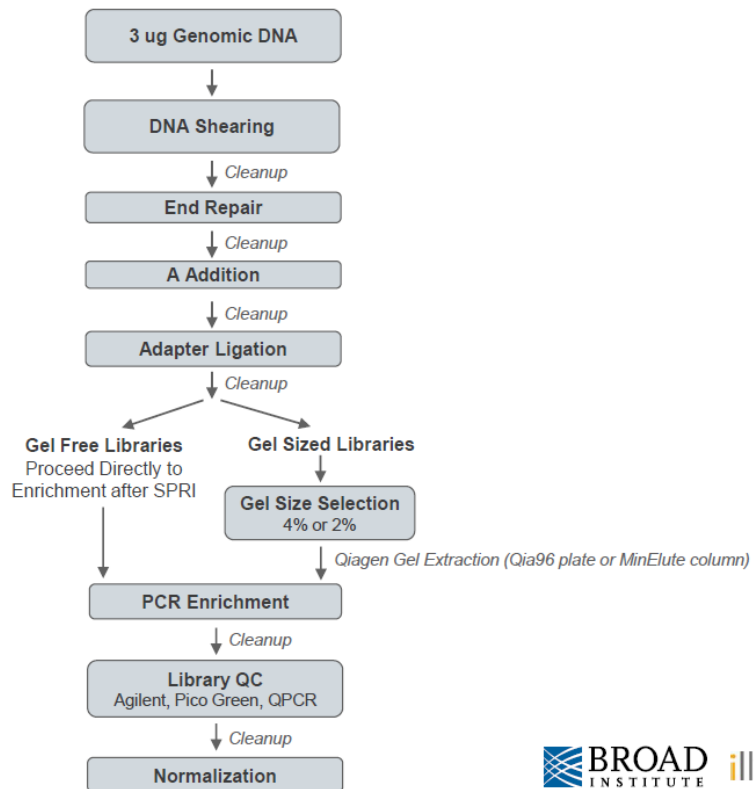 3 ug Genomic DNA
DNA Shearing
Cleanup
End Repair
Cleanup
A Addition
Cleanup
Adapter Ligation
Cleanup
Gel Free Libraries
Proceed Directly to
Enrichment after SPRI
Gel Sized Libraries
Gel Size Selection
4% or 2%
Qiagen Gel Extraction (Qia96 plate or MinElute column)
PCR Enrichment
Cleanup
Library QC
Agilent, Pico Green, QPCR
Cleanup
Normalization
BROAD
INSTITUTE
ill